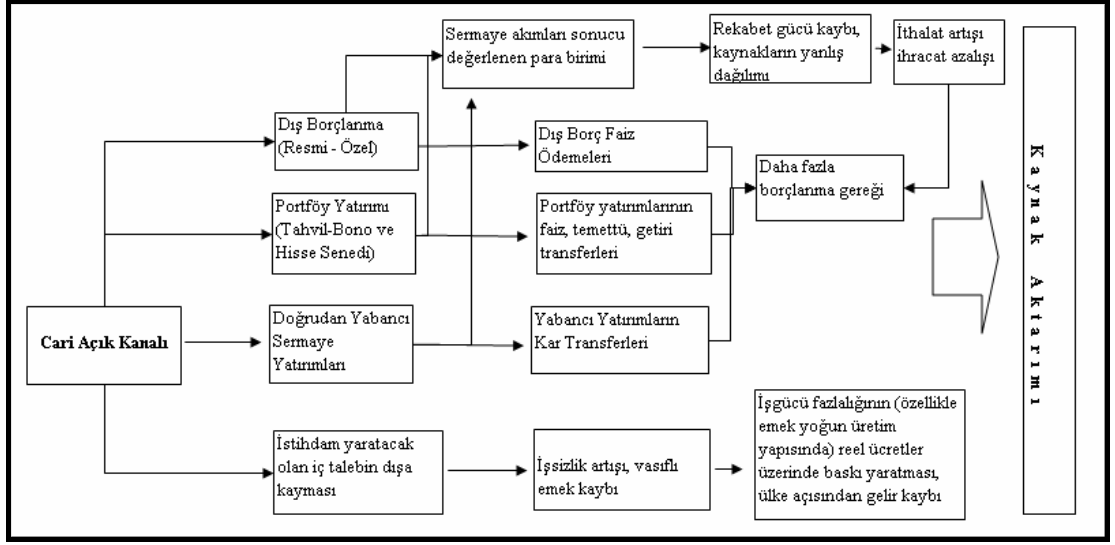 Sermaye akımları sonucu
değerlenen para birimi
Rekabet gücü kaybı,
kaynakların yanlış
dağılımı
İthalat artışı
ihracat azalışı
Dış Borçlanma
(Resmi - Özel)
Dış Borç Faiz
Ödemeleri
Daha fazla
borçlanma gereği
Portföy Yatırımı
(Tahvil-Bono ve
Hisse Senedi)
Portföy yatırımlarının
faiz, temettü, getiri
transferleri
Cari Açık Kanalı
Doğrudan Yabancı
Sermaye
Yatırımları
Yabancı Yatırımların
Kar Transferleri
İstihdam yaratacak
olan iç talebin dışa
kayması
İşsizlik artışı, vasıflı
emek kaybı
İşgücü fazlalığının (özellikle
emek yoğun üretim
yapısında) reel ücretler
üzerinde baskı yaratması,
ülke açısından gelir kaybı
Kaynak Aktarımı